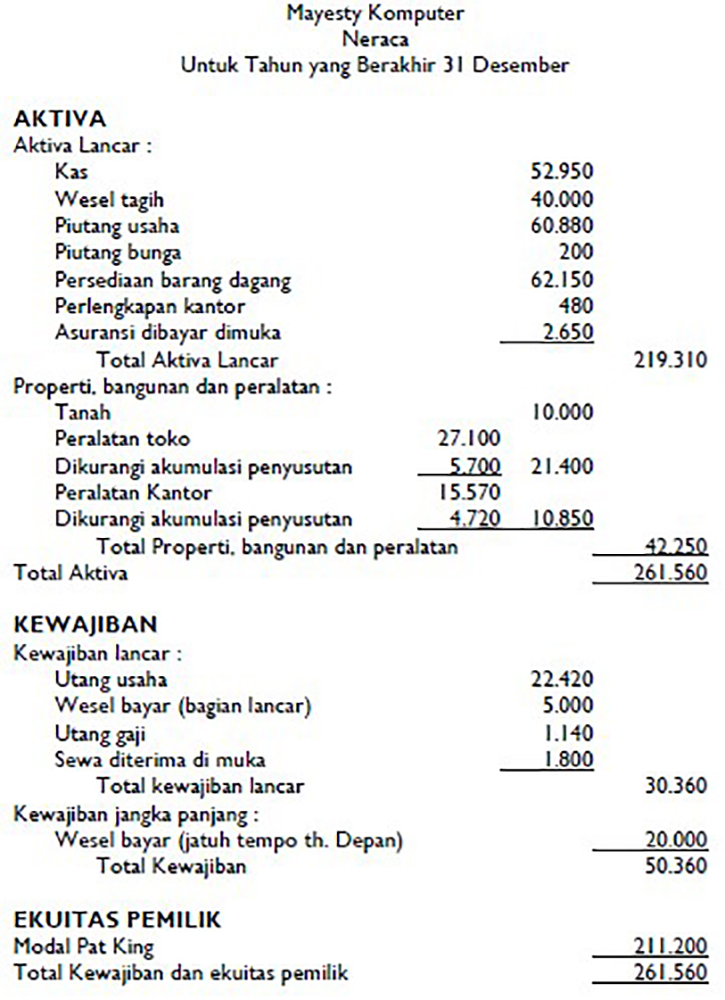 Mayesty Komputer
Neraca
Untuk Tahun yang Berakhir 31 Desember
AKTIVA
Aktiva Lancar :
Kas 52.950
Wesel tagih 40.000
Piutang usaha 60.880
Piutang bunga 200
Persediaan barang dagang 62.150
Perlengkapan kantor 480
Asuransi dibayar dimuka 2.650
Total Aktiva Lancar 219.310
Properti, bangunan dan peralatan :
Tanah 10.000
Peralatan toko 27.100
Dikurangi akumulasi penyusutan 5.700 21.400
Peralatan Kantor 15.570
Dikurangi akumulasi penyusutan 4.720 10.850
Total Properti, bangunan dan peralatan 42.250
Total Aktiva 261.560
KEWAJIBAN
Kewajiban lancar :
Utang usaha 22.420
Wesel bayar (bagian lancar) 5.000
Utang gaji 1.140
Sewa diterima di muka 1.800
Total kewajiban lancar 30.360
Kewajiban jangka panjang :
Wesel bayar (jatuh tempo th. Depan) 20.000
Total Kewajiban 50.360
EKUITAS PEMILIK
Modal Pat King 211.200
Total Kewajiban dan ekuitas pemilik 261.560